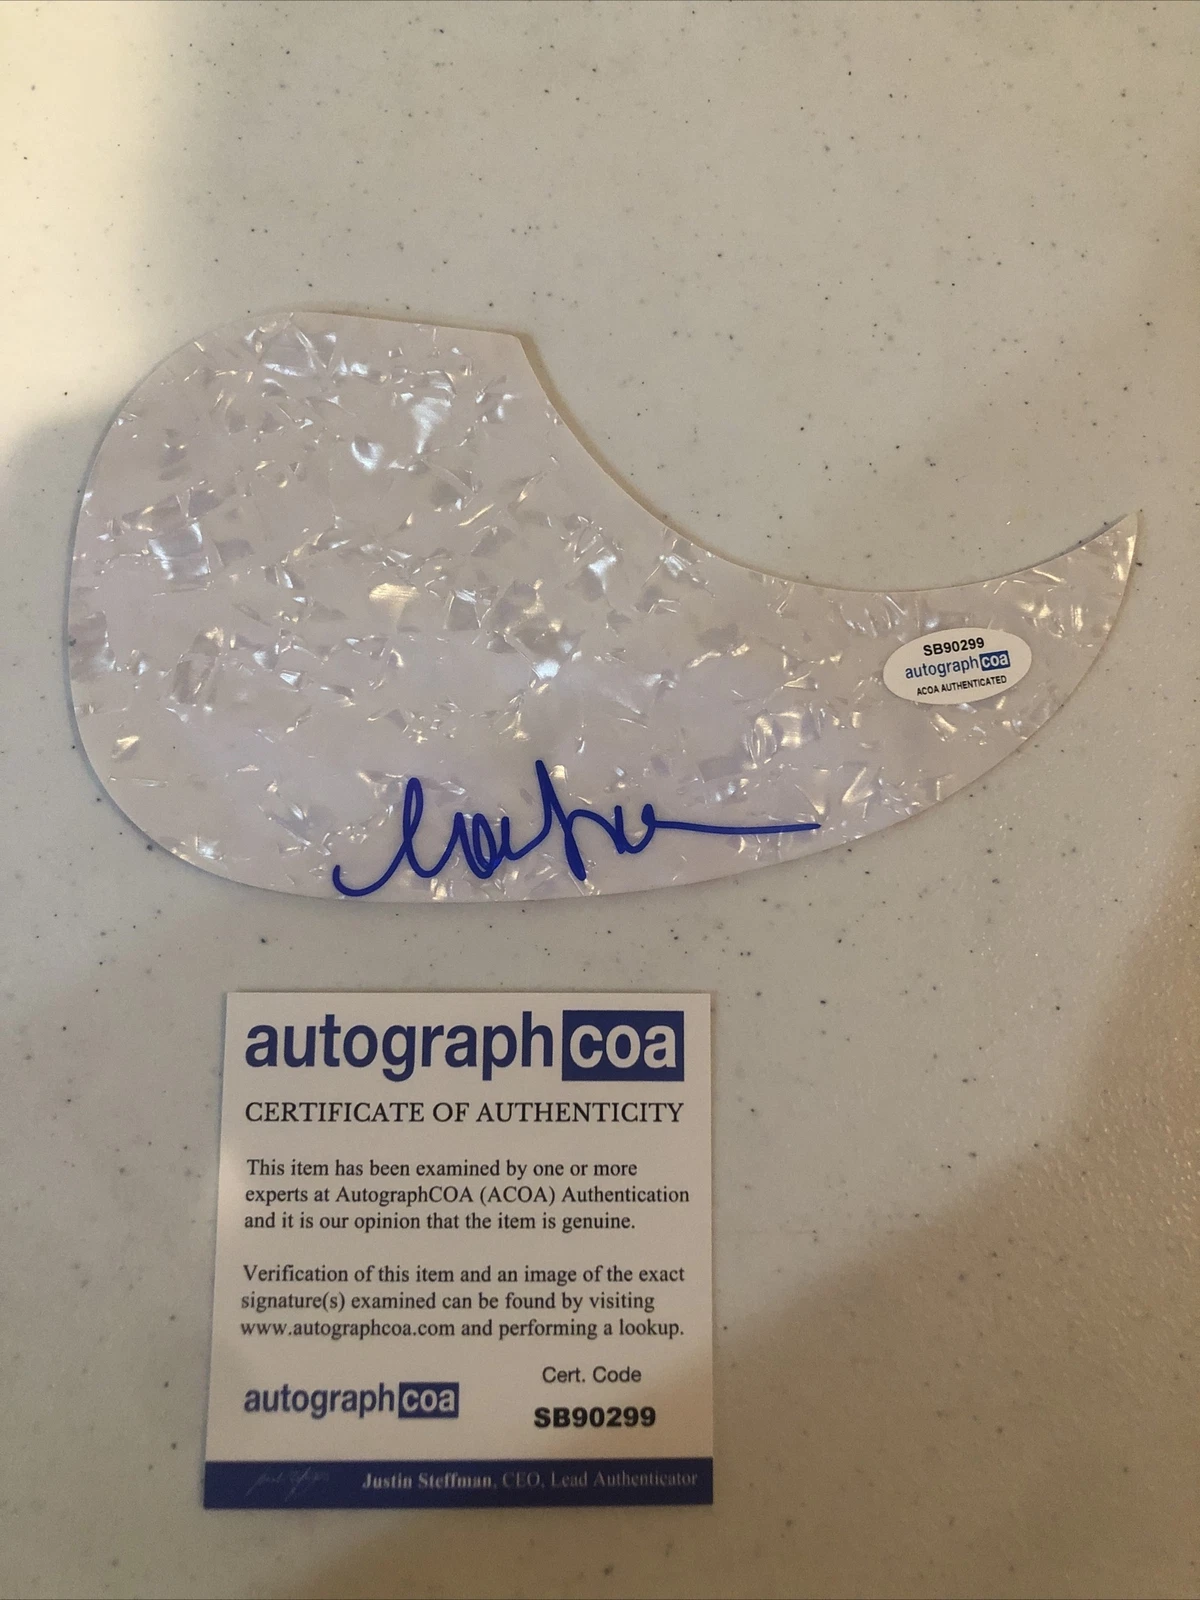 SB90299
autographcoa
ACOA AUTHENTICATED
autographcoa
CERTIFICATE OF AUTHENTICITY
This item has been examined by one or more
experts at AutographCOA (ACOA) Authentication
and it is our opinion that the item is genuine.
Verification of this item and an image of the exact
signature(s) examined can be found by visiting
www.autographcoa.com and performing a lookup.
Cert. Code
autographcoa
SB90299
Justin Steffman, CEO, Lead Authenticator